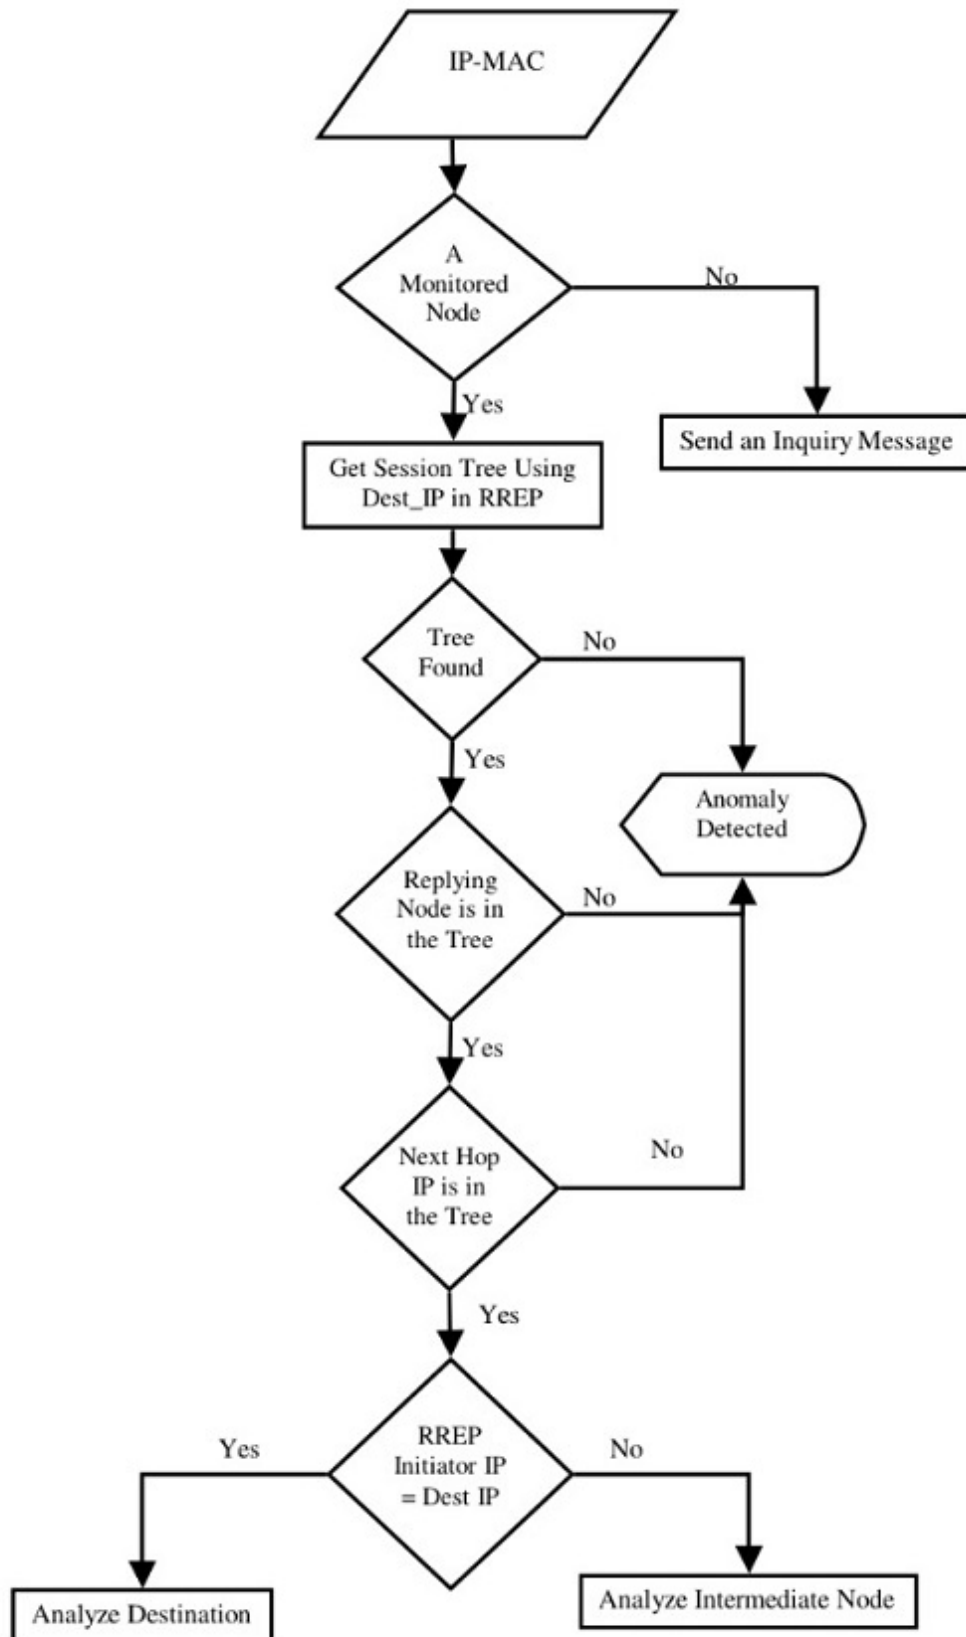 IP-MAC
A
Monitored
Node
No
Yes
Send an Inquiry Message
Get Session Tree Using
Dest_IP in RREP
Tree
Found
No
Yes
Anomaly
Detected
Replying
Node is in
the Tree
No
Yes
Next Hop
IP is in
the Tree
No
Yes
RREP
Initiator IP
= Dest IP
Yes
No
Analyze Destination
Analyze Intermediate Node